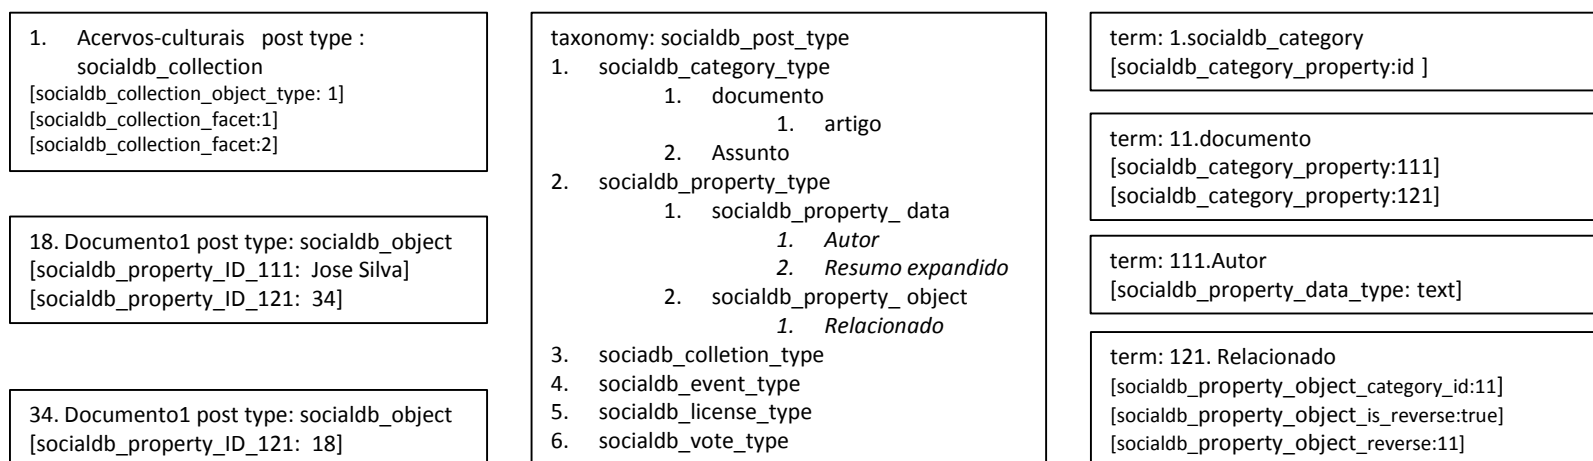 1. Acervos-culturais post type :
socialdb_collection
[socialdb_collection_object_type: 1]
[socialdb_collection_facet:1]
[socialdb_collection_facet:2]
18. Documento1 post type: socialdb_object
[socialdb_property_ID_111: Jose Silva]
[socialdb_property_ID_121: 34]
34. Documento1 post type: socialdb_object
[socialdb_property_ID_121: 18]
taxonomy: socialdb_post_type
1. socialdb_category_type
1. documento
1. artigo
2. Assunto
2. socialdb_property_type
1. socialdb_property_ data
1. Autor
2. Resumo expandido
2. socialdb_property_ object
1. Relacionado
3. sociadb_colletion_type
4. socialdb_event_type
5. socialdb_license_type
6. socialdb_vote_type
term: 1.socialdb_category
[socialdb_category_property:id ]
term: 11.documento
[socialdb_category_property:111]
[socialdb_category_property:121]
term: 111.Autor
[socialdb_property_data_type: text]
term: 121. Relacionado
[socialdb_property_object_category_id:11]
[socialdb_property_object_is_reverse:true]
[socialdb_property_object_reverse:11]